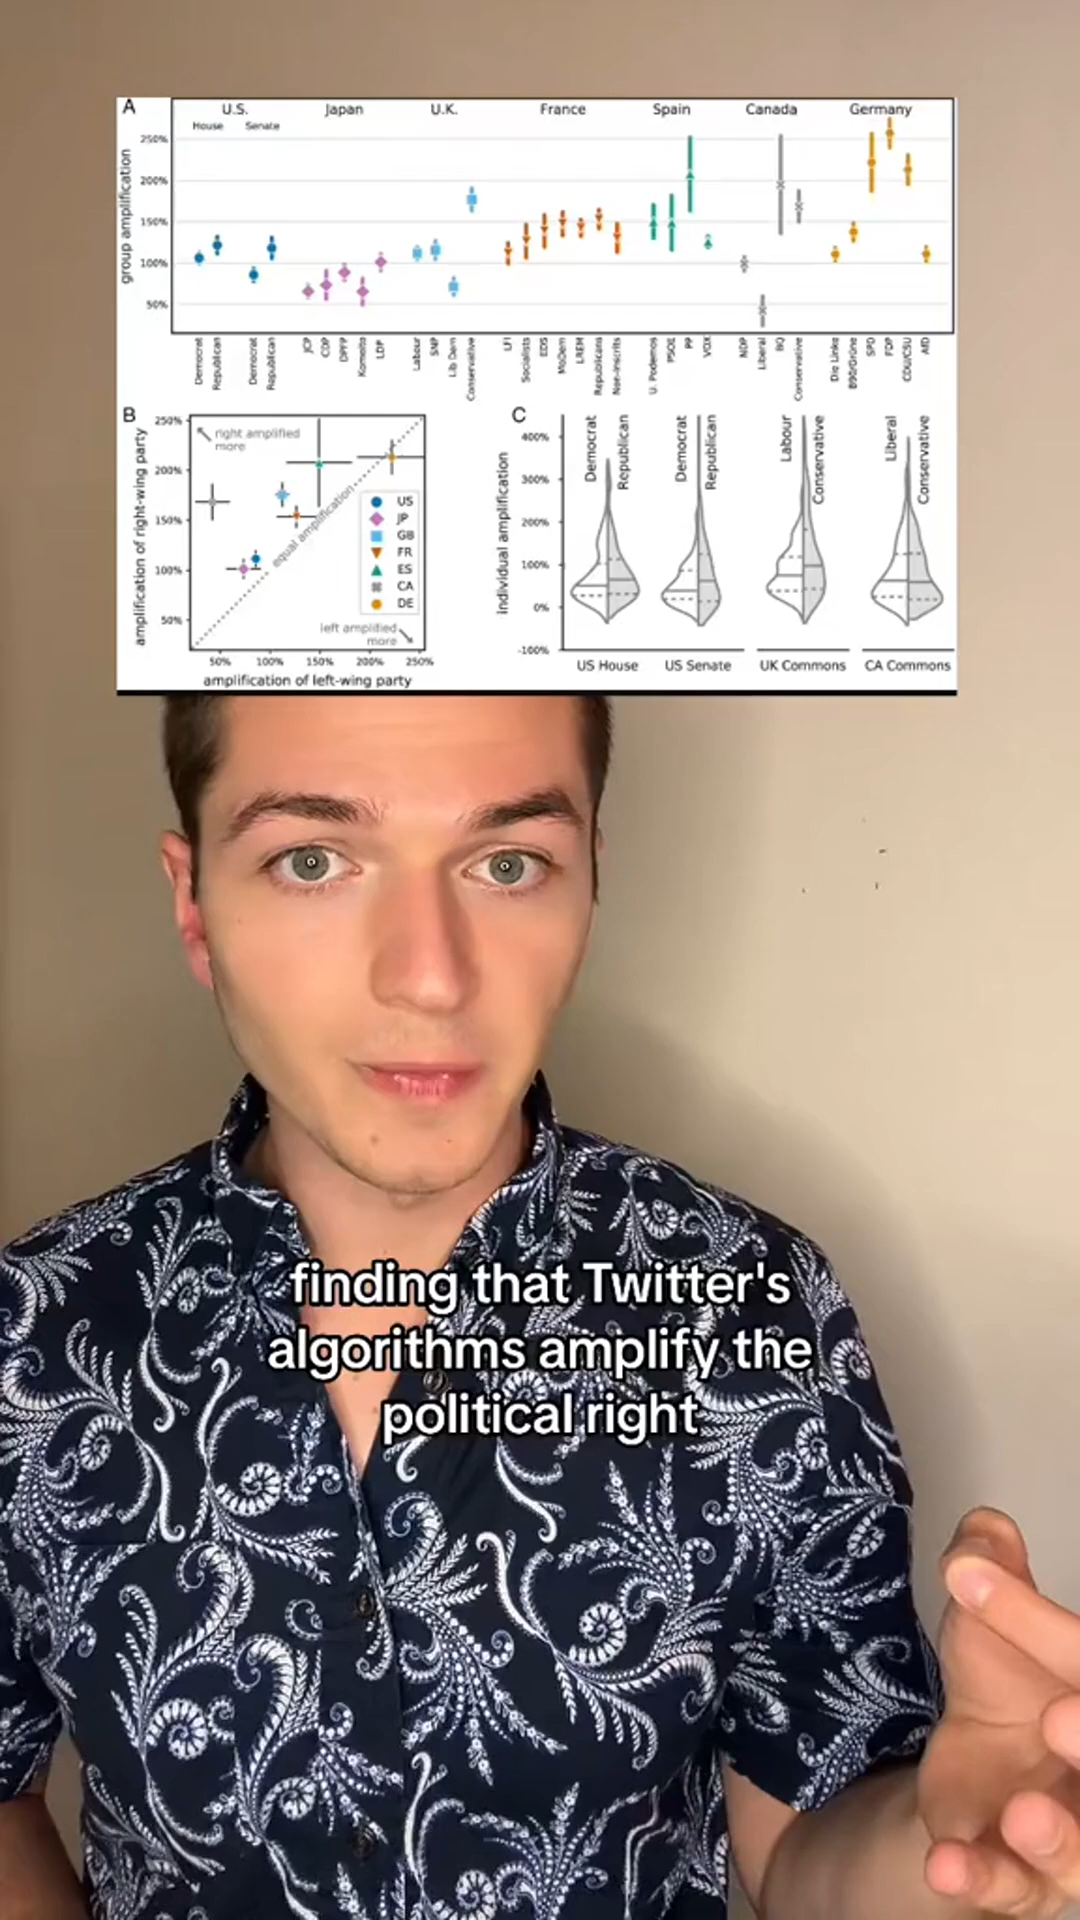 A
U.S.
Japan
U.K.
France
Spain
Canada
Germany
House
Senate
group amplification
250%
200%
150%
100%
50%
Democrat
Republican
Democrat
Republican
JCP
CDP
DPFP
Komeito
LDP
Labour
SNP
Lib Dem
Conservative
LFI
Socialists
EDS
MoDem
LREM
Republicans
Non-Inscrits
U. Podemos
PSOE
PP
VOX
NDP
Liberal
BQ
Conservative
Die Linke
B90/Grüne
SPD
FDP
CDU/CSU
AfD
B
amplification of right-wing party
250%
200%
150%
100%
50%
right amplified
more
equal amplification
US
JP
GB
FR
ES
CA
DE
left amplified
more
50%
100%
150%
200%
250%
amplification of left-wing party
C
individual amplification
400%
200%
100%
0%
-100%
Democrat
Republican
Democrat
Republican
Labour
Conservative
Liberal
Conservative
US House
US Senate
UK Commons
CA Commons
finding that Twitter's
algorithms amplify the
political right